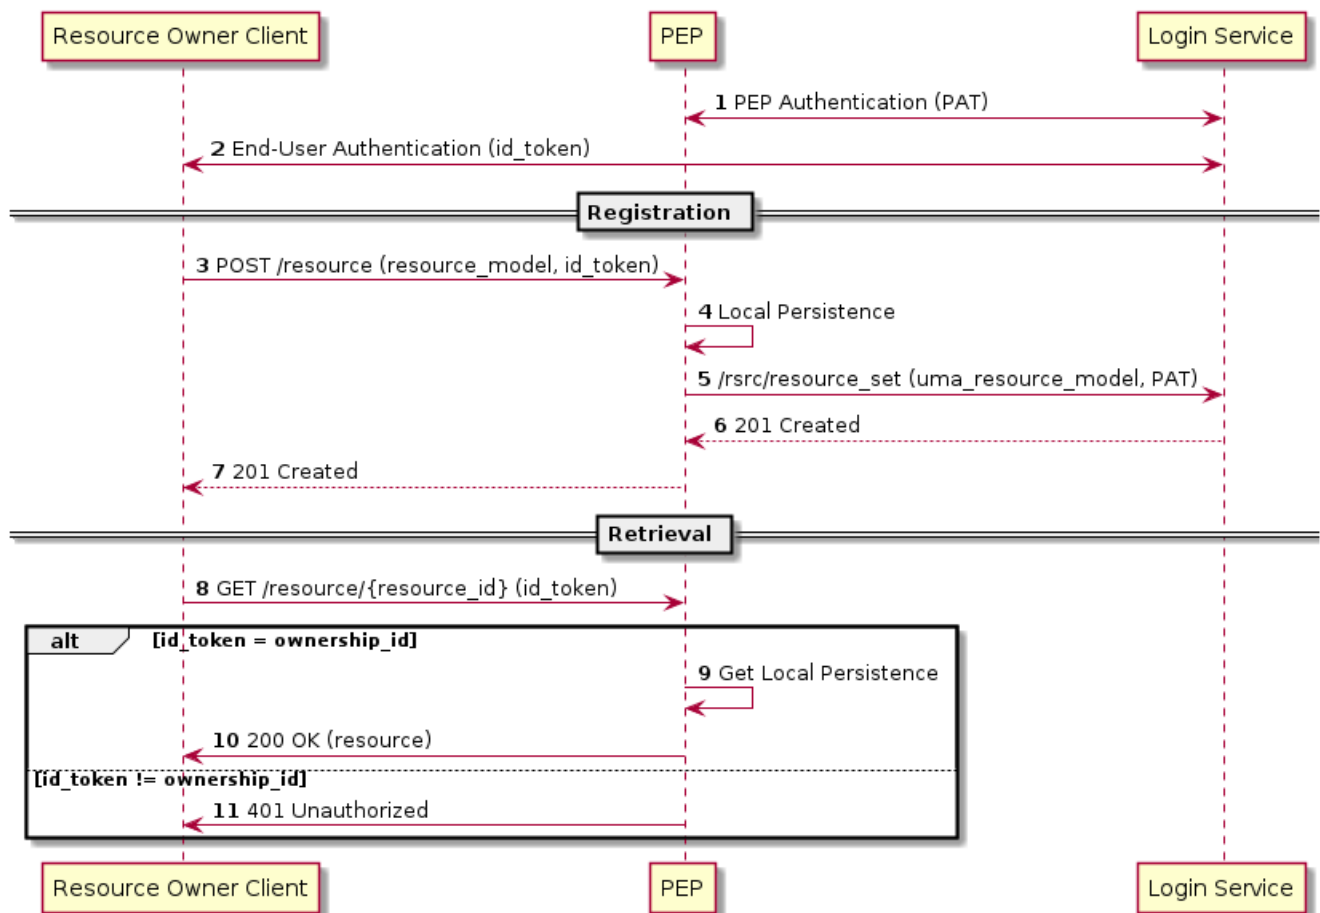 Resource Owner Client
PEP
Login Service
1 PEP Authentication (PAT)
2 End-User Authentication (id_token)
Registration
3 POST /resource (resource_model, id_token)
4 Local Persistence
5 /rsrc/resource_set (uma_resource_model, PAT)
6 201 Created
7 201 Created
Retrieval
8 GET /resource/{resource_id} (id_token)
alt [id_token = ownership_id]
9 Get Local Persistence
10 200 OK (resource)
[id_token != ownership_id]
11 401 Unauthorized
Resource Owner Client
PEP
Login Service